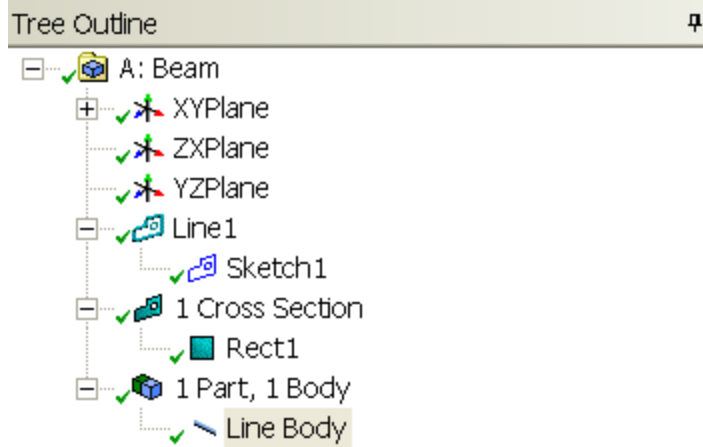 Tree Outline
A: Beam
XYPlane
ZXPlane
YZPlane
Line1
Sketch1
1 Cross Section
Rect1
1 Part, 1 Body
Line Body